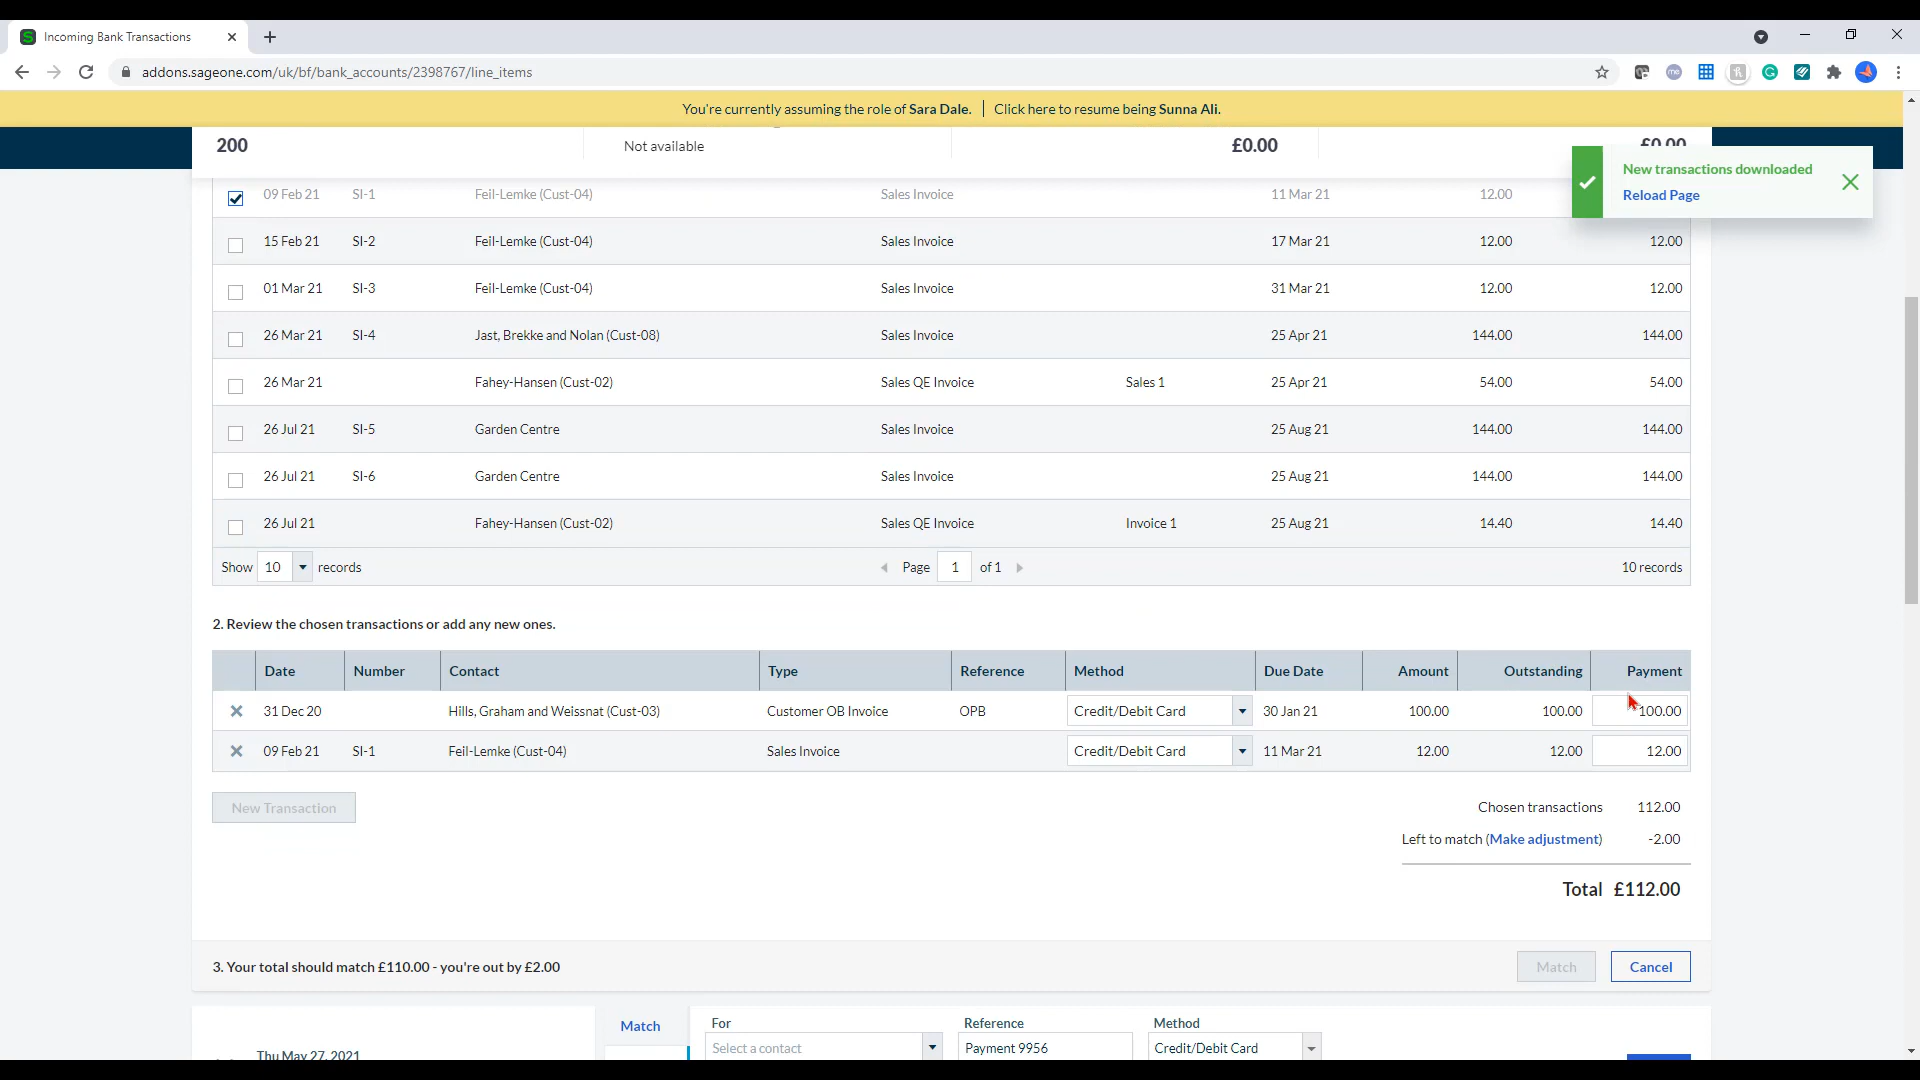 Incoming Bank Transactions
addons.sageone.com/uk/bf/bank_accounts/2398767/line_items
You're currently assuming the role of Sara Dale. | Click here to resume being Sunna Ali.
200 Not available £0.00 £0.00
New transactions downloaded
Reload Page
09 Feb 21 SI-1 Feil-Lemke (Cust-04) Sales Invoice 11 Mar 21 12.00
15 Feb 21 SI-2 Feil-Lemke (Cust-04) Sales Invoice 17 Mar 21 12.00 12.00
01 Mar 21 SI-3 Feil-Lemke (Cust-04) Sales Invoice 31 Mar 21 12.00 12.00
26 Mar 21 SI-4 Jast, Brekke and Nolan (Cust-08) Sales Invoice 25 Apr 21 144.00 144.00
26 Mar 21 Fahey-Hansen (Cust-02) Sales QE Invoice Sales 1 25 Apr 21 54.00 54.00
26 Jul 21 SI-5 Garden Centre Sales Invoice 25 Aug 21 144.00 144.00
26 Jul 21 SI-6 Garden Centre Sales Invoice 25 Aug 21 144.00 144.00
26 Jul 21 Fahey-Hansen (Cust-02) Sales QE Invoice Invoice 1 25 Aug 21 14.40 14.40
Show 10 records Page 1 of 1 10 records
2. Review the chosen transactions or add any new ones.
Date Number Contact Type Reference Method Due Date Amount Outstanding Payment
31 Dec 20 Hills, Graham and Weissnat (Cust-03) Customer OB Invoice OPB Credit/Debit Card 30 Jan 21 100.00 100.00 100.00
09 Feb 21 SI-1 Feil-Lemke (Cust-04) Sales Invoice Credit/Debit Card 11 Mar 21 12.00 12.00 12.00
New Transaction Chosen transactions 112.00
Left to match (Make adjustment) -2.00
Total £112.00
3. Your total should match £110.00 - you're out by £2.00 Match Cancel
Match For Reference Method
Thu May 27, 2021 Select a contact Payment 9956 Credit/Debit Card